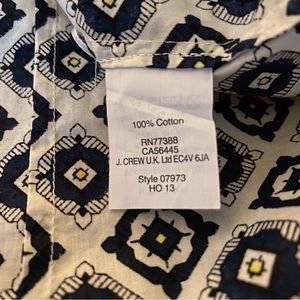 100% Cotton
RN77388
CA56445
J. CREW U.K. Ltd EC4V 6JA
Style 07973
HO 13